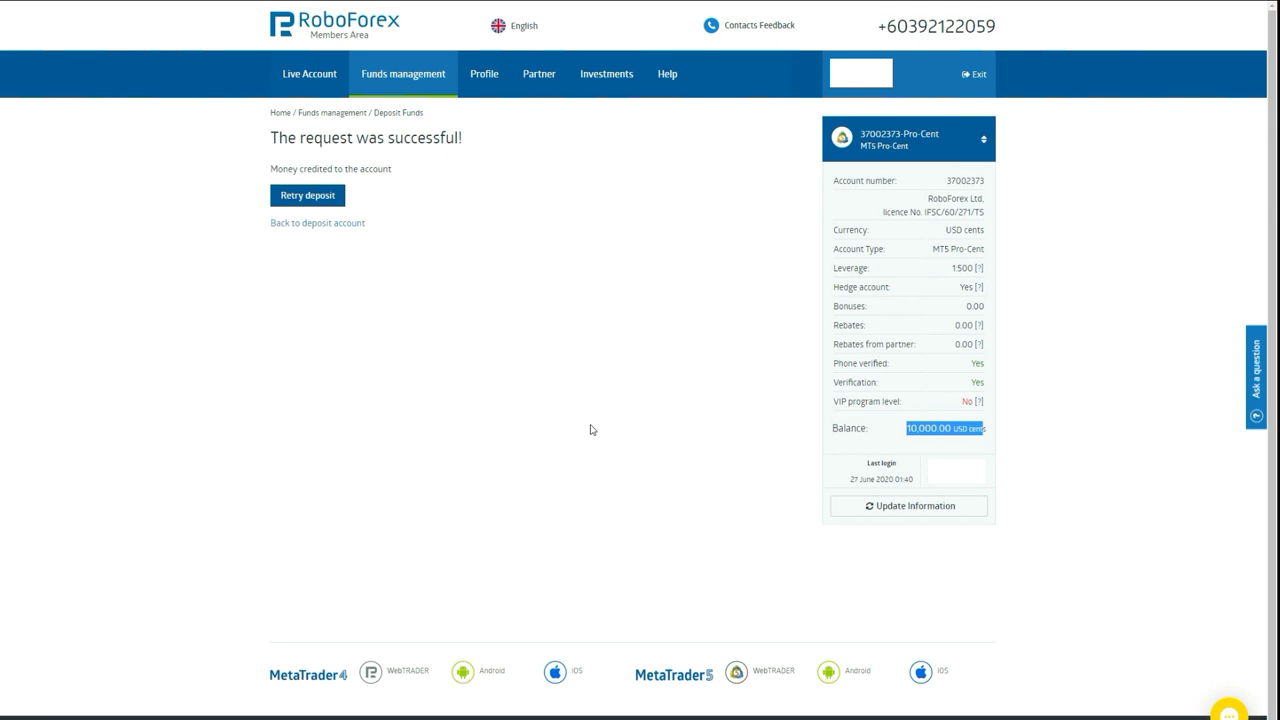 RoboForex
Members Area
English
Contacts Feedback
+60392122059
Live Account
Funds management
Profile
Partner
Investments
Help
Exit
Home / Funds management / Deposit Funds
The request was successful!
Money credited to the account
Retry deposit
Back to deposit account
37002373-Pro-Cent
MT5 Pro-Cent
Account number: 37002373
RoboForex Ltd,
licence No. IFSC/60/271/TS
Currency: USD cents
Account Type: MT5 Pro-Cent
Leverage: 1:500 [?]
Hedge account: Yes [?]
Bonuses: 0.00
Rebates: 0.00 [?]
Rebates from partner: 0.00 [?]
Phone verified: Yes
Verification: Yes
VIP program level: No [?]
Balance: 10,000.00 USD cents
Last login
27 June 2020 01:40
Update Information
Ask a question
?
MetaTrader4
WebTRADER
Android
iOS
MetaTrader5
WebTRADER
Android
iOS